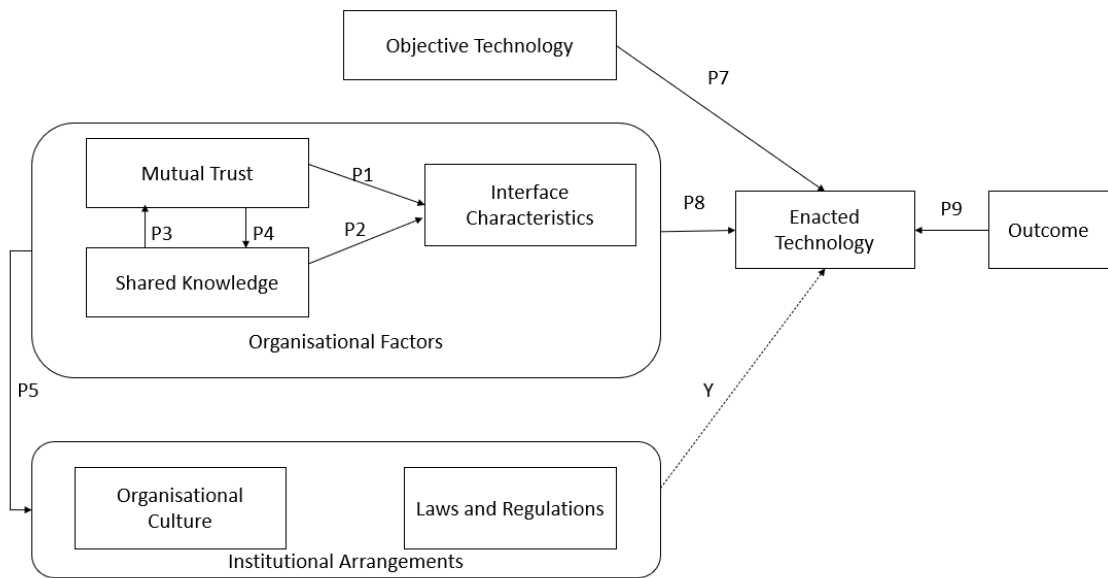 Objective Technology
P7
Mutual Trust
P1
Interface
Characteristics
P8
Enacted
Technology
P9
Outcome
P3
P4
P2
Shared Knowledge
Organisational Factors
P5
Y
Organisational
Culture
Laws and Regulations
Institutional Arrangements